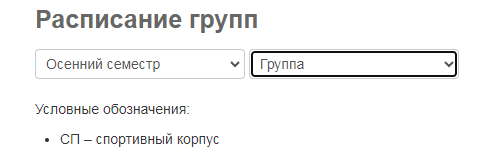 Расписание групп
Осенний семестр Группа
Условные обозначения:
• СП – спортивный корпус